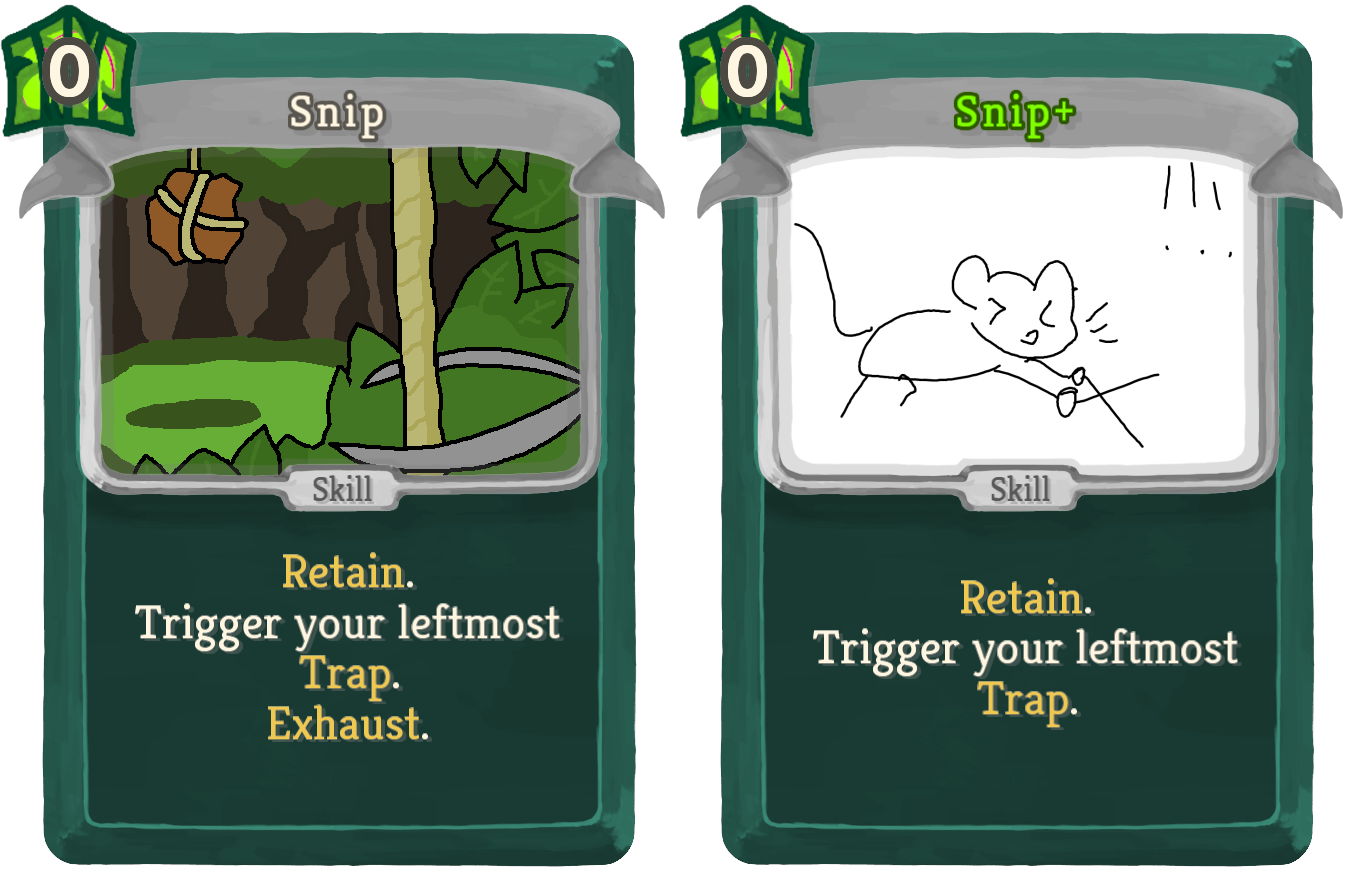 0
Snip
Skill
Retain.
Trigger your leftmost
Trap.
Exhaust.
0
Snip+
Skill
Retain.
Trigger your leftmost
Trap.